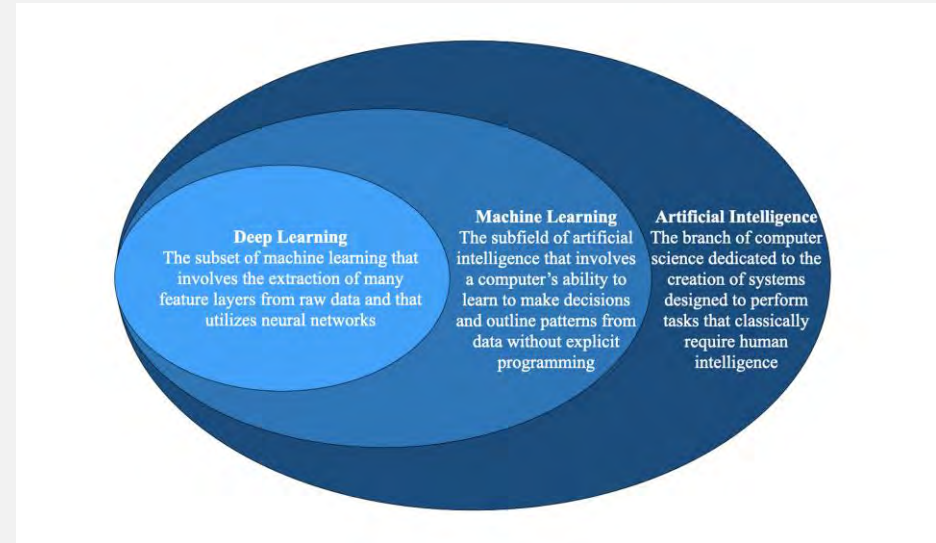 Deep Learning
The subset of machine learning that
involves the extraction of many
feature layers from raw data and that
utilizes neural networks
Machine Learning
The subfield of artificial
intelligence that involves
a computer’s ability to
learn to make decisions
and outline patterns from
data without explicit
programming
Artificial Intelligence
The branch of computer
science dedicated to the
creation of systems
designed to perform
tasks that classically
require human
intelligence